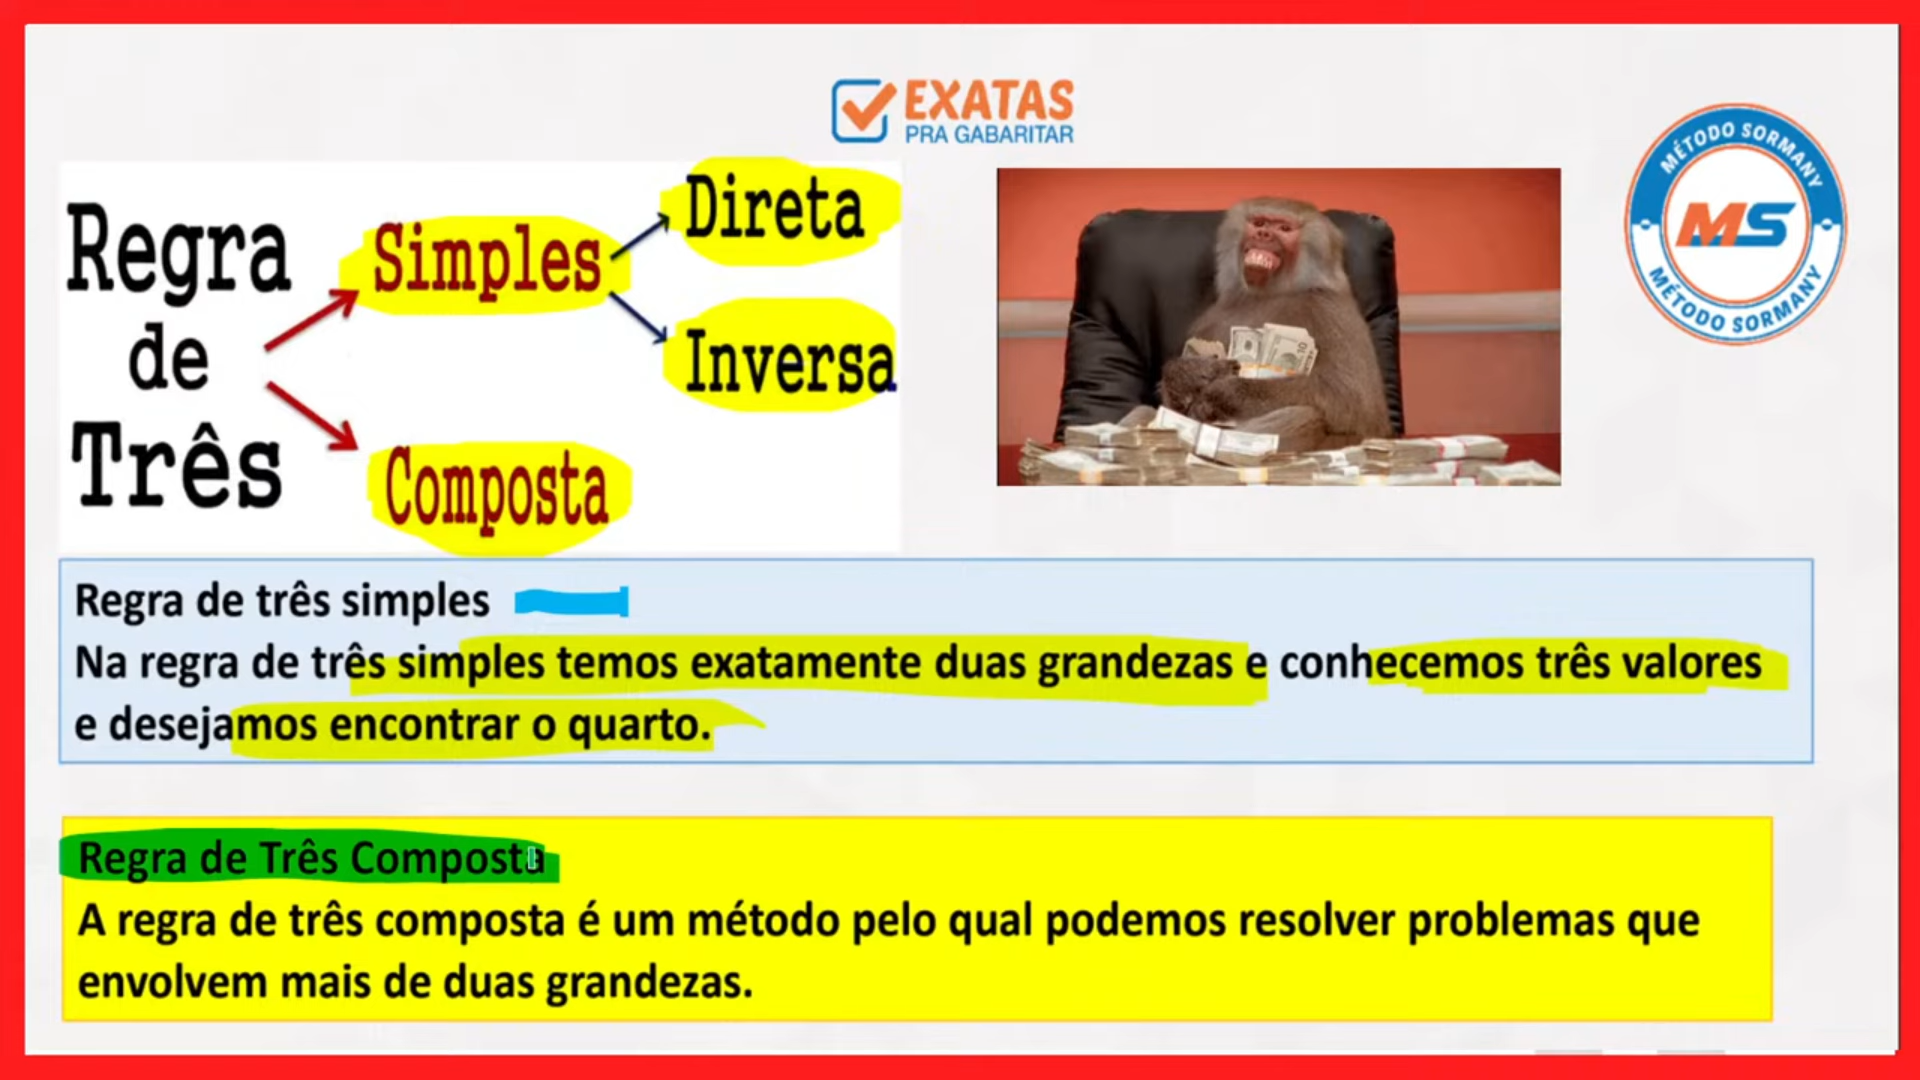 EXATAS
PRA GABARITAR
MÉTODO SORMANY
MS
MÉTODO SORMANY
Regra
de
Três
Simples
Direta
Inversa
Composta
Regra de três simples
Na regra de três simples temos exatamente duas grandezas e conhecemos três valores
e desejamos encontrar o quarto.
Regra de Três Composta
A regra de três composta é um método pelo qual podemos resolver problemas que
envolvem mais de duas grandezas.